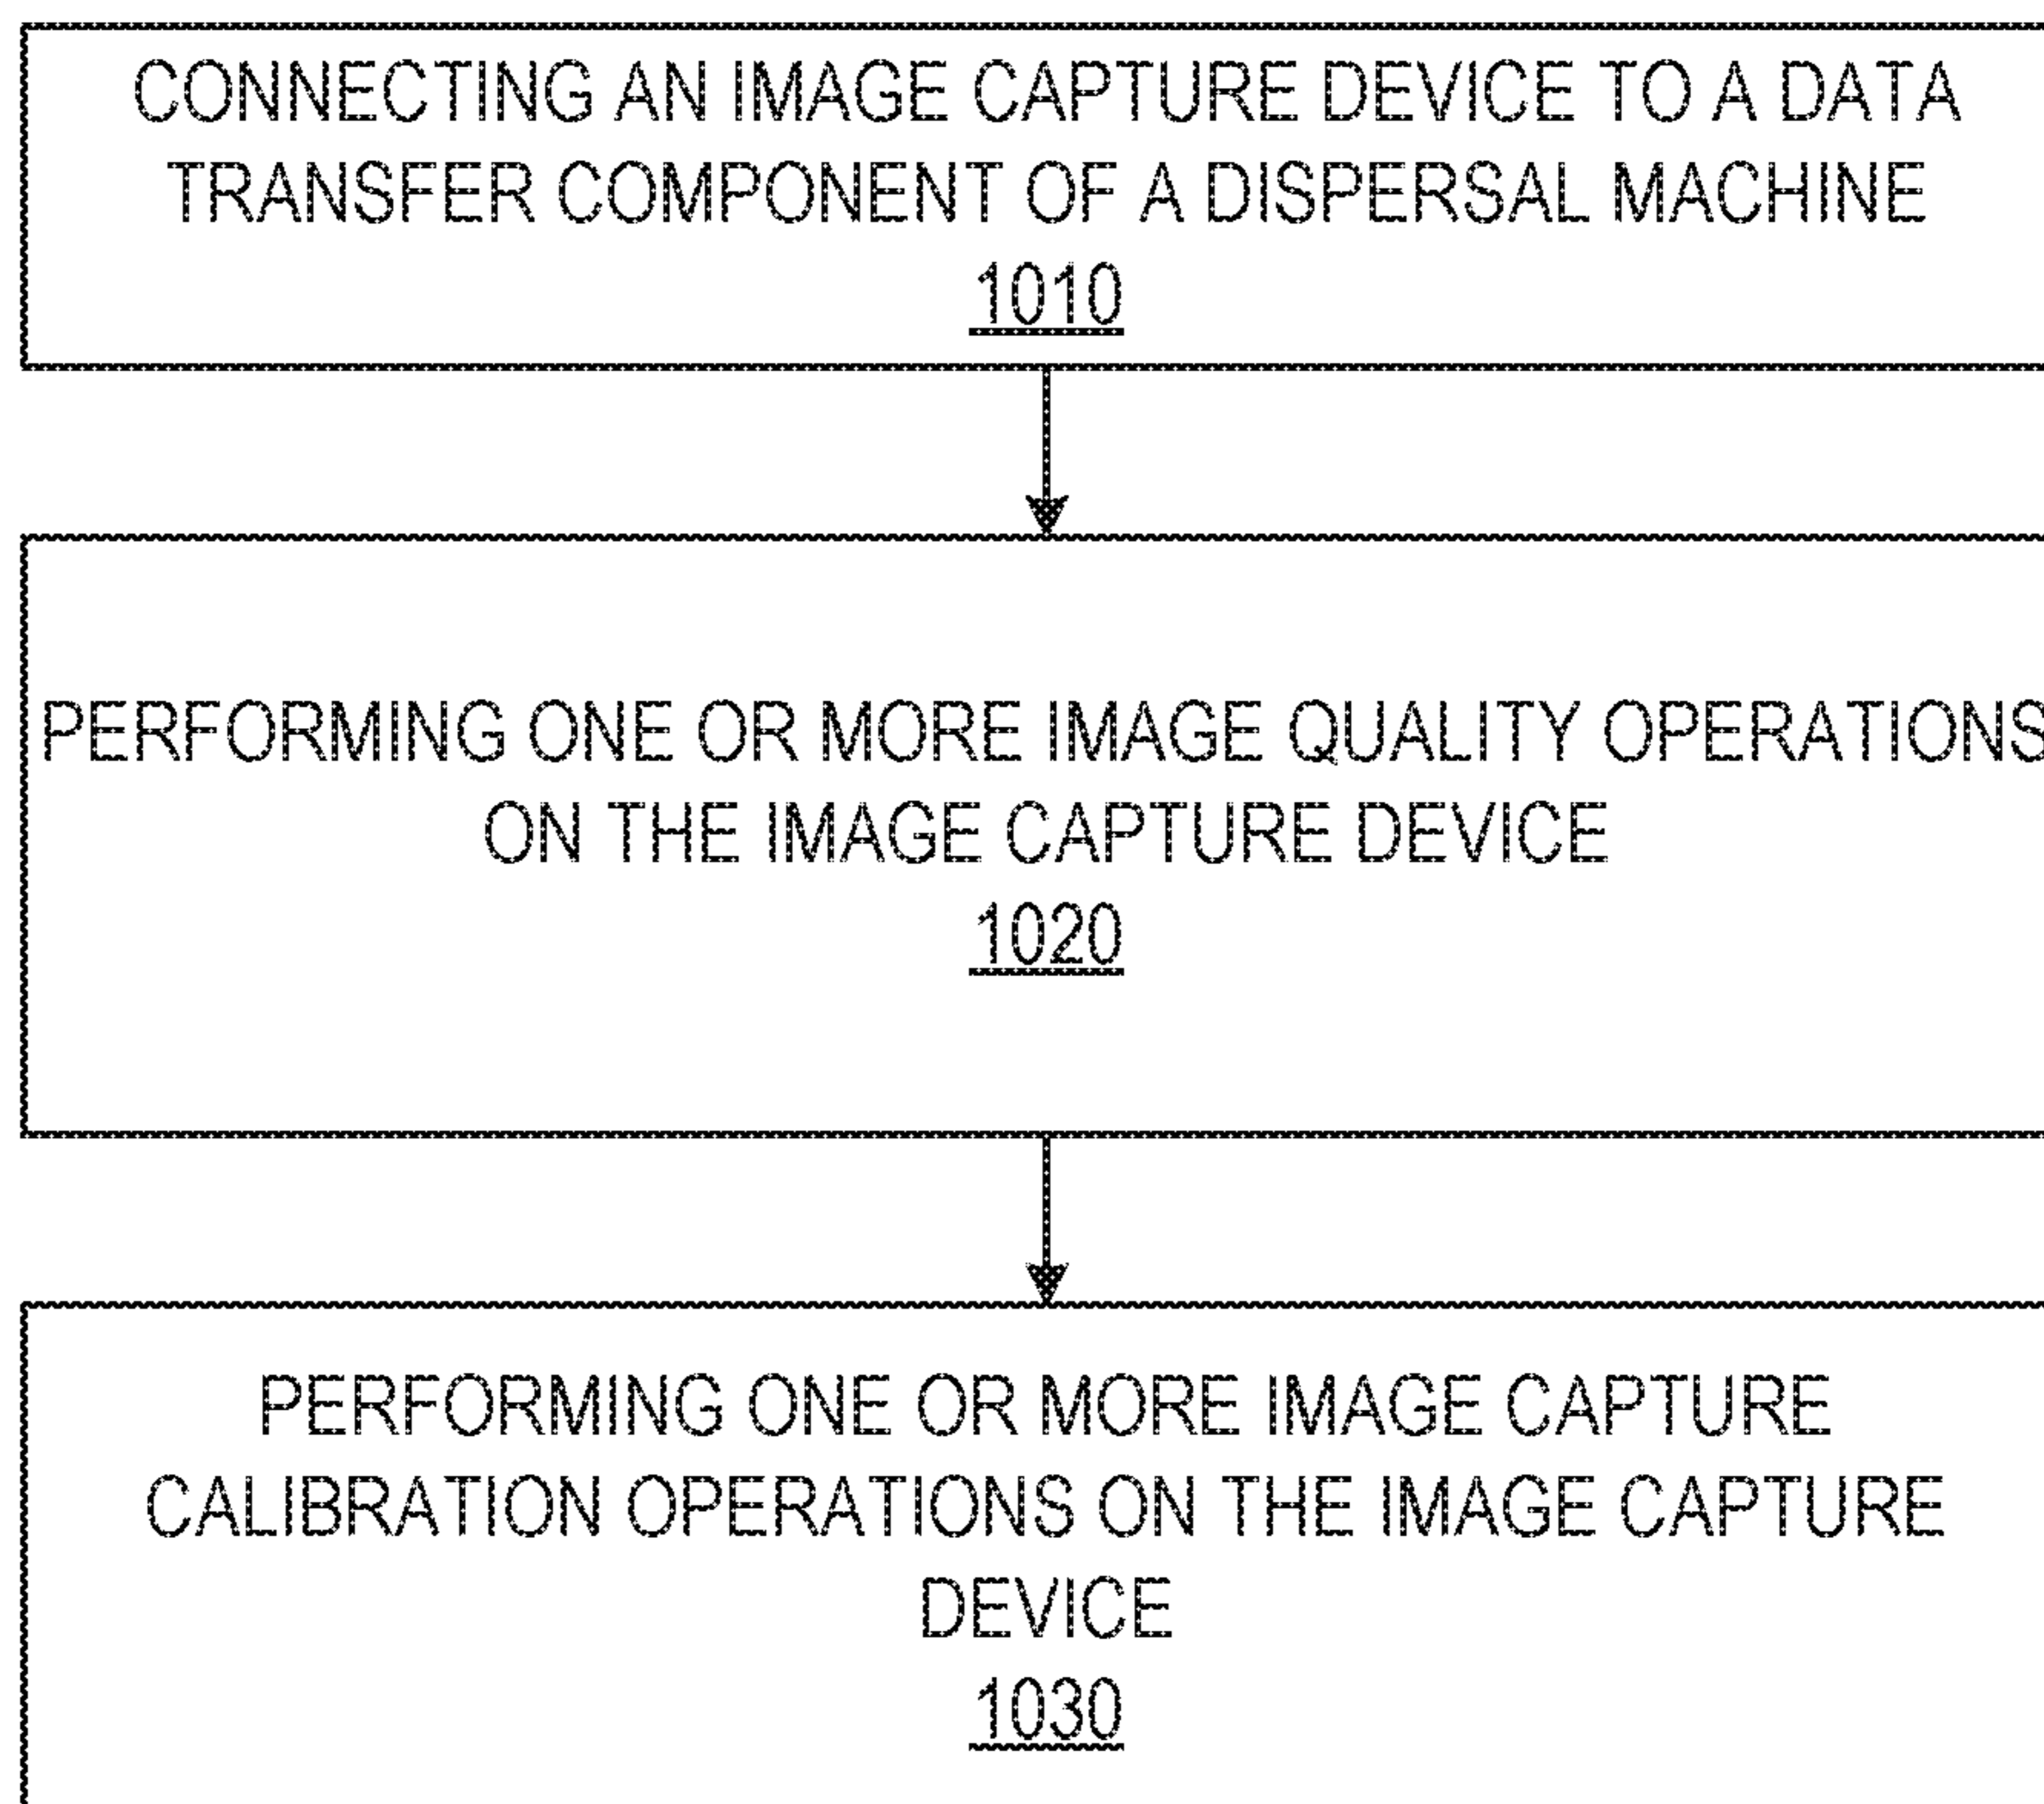 CONNECTING AN IMAGE CAPTURE DEVICE TO A DATA
TRANSFER COMPONENT OF A DISPERSAL MACHINE
1010
PERFORMING ONE OR MORE IMAGE QUALITY OPERATIONS
ON THE IMAGE CAPTURE DEVICE
1020
PERFORMING ONE OR MORE IMAGE CAPTURE
CALIBRATION OPERATIONS ON THE IMAGE CAPTURE
DEVICE
1030